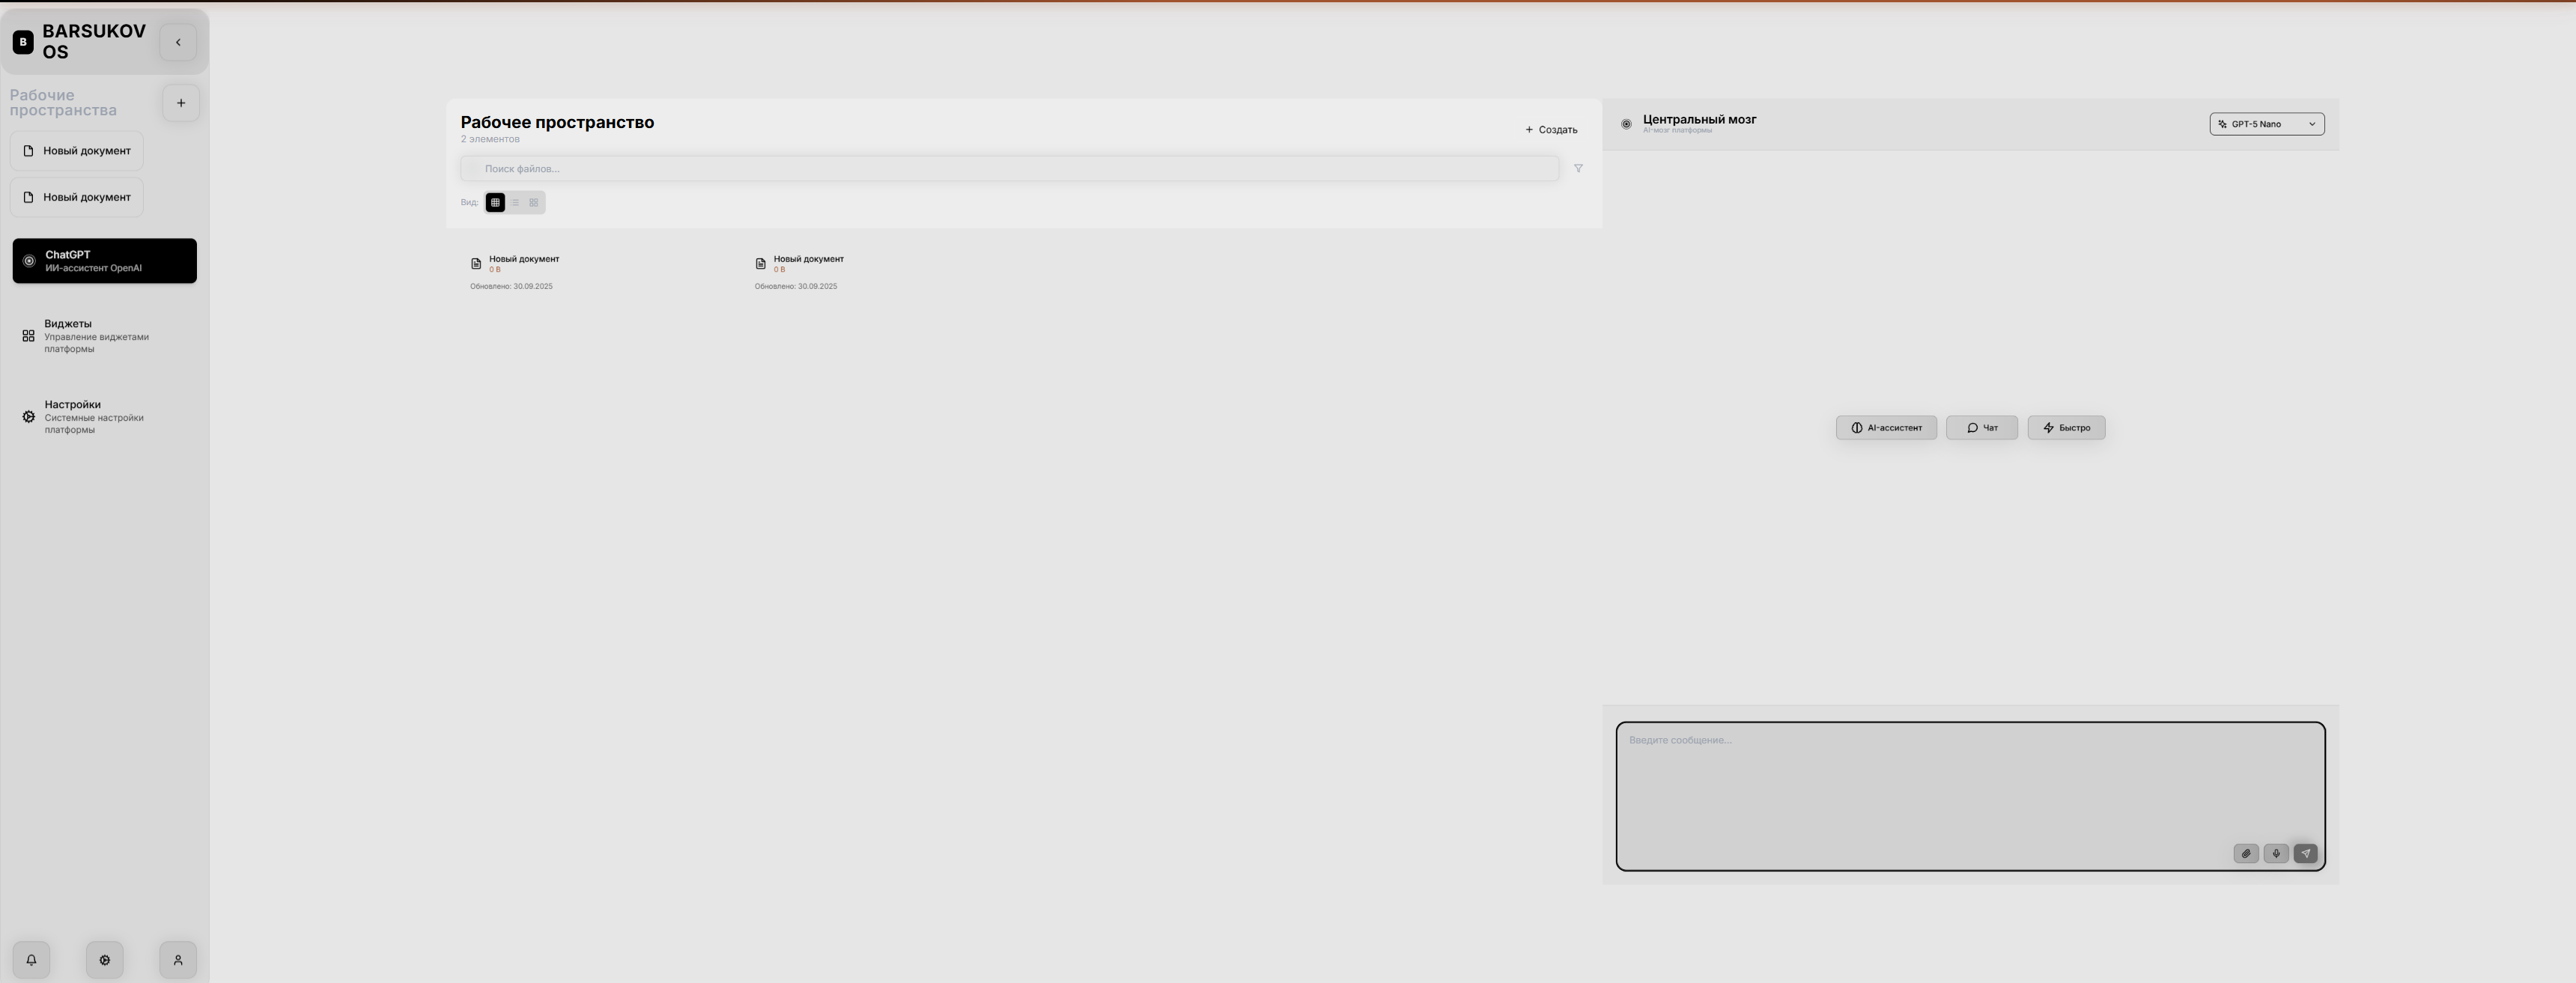 B
BARSUKOV
OS
Рабочие
пространства
Новый документ
Новый документ
ChatGPT
ИИ-ассистент OpenAI
Виджеты
Управление виджетами
платформы
Настройки
Системные настройки
платформы
Рабочее пространство
2 элементов
Создать
Поиск файлов...
Вид:
Новый документ
0 B
Обновлено: 30.09.2025
Новый документ
0 B
Обновлено: 30.09.2025
Центральный мозг
AI-мозг платформы
GPT-5 Nano
AI-ассистент
Чат
Быстро
Введите сообщение...